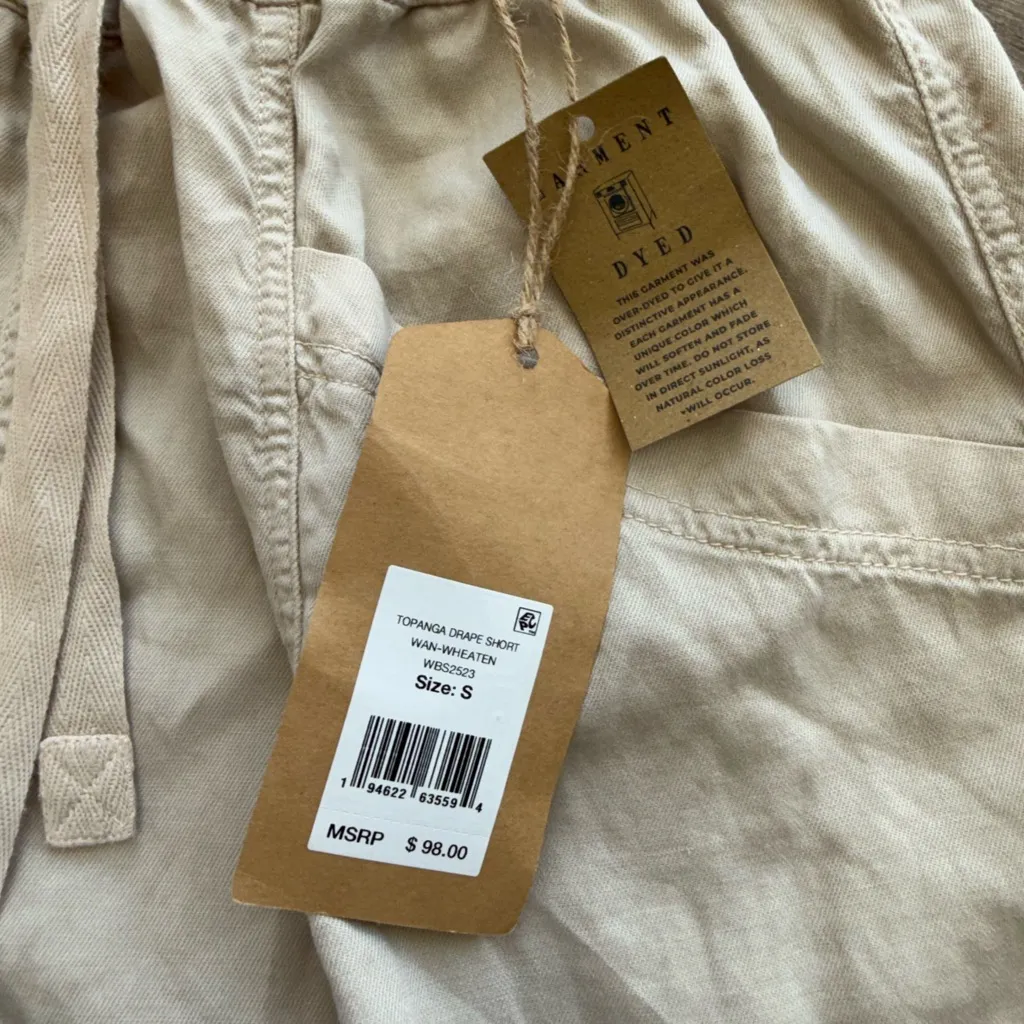 GARMENT
DYED
THIS GARMENT WAS
OVER-DYED TO GIVE IT A
DISTINCTIVE APPEARANCE.
EACH GARMENT HAS A
UNIQUE COLOR WHICH
WILL SOFTEN AND FADE
OVER TIME. DO NOT STORE
IN DIRECT SUNLIGHT, AS
NATURAL COLOR LOSS
WILL OCCUR.
TOPANGA DRAPE SHORT
WAN-WHEATEN
WBS2523
Size: S
1 94622 63559 4
MSRP $ 98.00